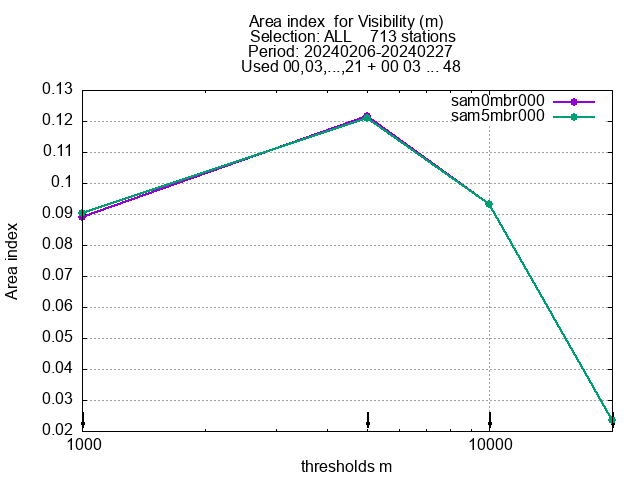 Area index  for Visibility (m)
Selection: ALL    713 stations
Period: 20240206-20240227
Used 00,03,...,21 + 00 03 ... 48
sam0mbr000
sam5mbr000
0.13
0.12
0.11
0.1
0.09
0.08
0.07
0.06
0.05
0.04
0.03
0.02
Area index
1000
10000
thresholds m